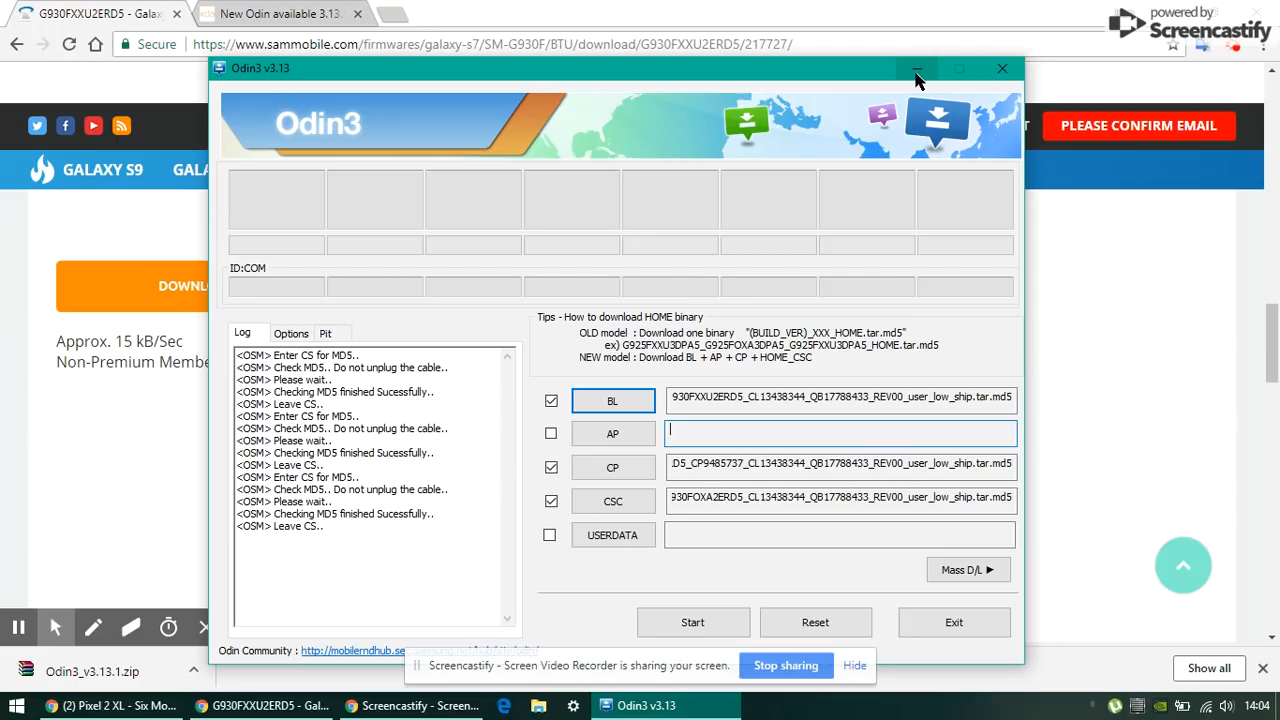 G930FXXU2ERD5 - Galax
New Odin available 3.13.
powered by
Screencastify
Secure
https://www.sammobile.com/firmwares/galaxy-s7/SM-G930F/BTU/download/G930FXXU2ERD5/217727/
Odin3 v3.13
Odin3
PLEASE CONFIRM EMAIL
GALAXY S9
GALA
ID:COM
DOWNL
Approx. 15 kB/Sec
Non-Premium Membe
Log
Options
Pit
<OSM> Enter CS for MD5..
<OSM> Check MD5.. Do not unplug the cable..
<OSM> Please wait..
<OSM> Checking MD5 finished Sucessfully..
<OSM> Leave CS..
<OSM> Enter CS for MD5..
<OSM> Check MD5.. Do not unplug the cable..
<OSM> Please wait..
<OSM> Checking MD5 finished Sucessfully..
<OSM> Leave CS..
<OSM> Enter CS for MD5..
<OSM> Check MD5.. Do not unplug the cable..
<OSM> Please wait..
<OSM> Checking MD5 finished Sucessfully..
<OSM> Leave CS..
Tips - How to download HOME binary
OLD model : Download one binary "(BUILD_VER)_XXX_HOME.tar.md5"
ex) G925FXXU3DPA5_G925FOXA3DPA5_G925FXXU3DPA5_HOME.tar.md5
NEW model : Download BL + AP + CP + HOME_CSC
BL
930FXXU2ERD5_CL13438344_QB17788433_REV00_user_low_ship.tar.md5
AP
CP
D5_CP9485737_CL13438344_QB17788433_REV00_user_low_ship.tar.md5
CSC
930FOXA2ERD5_CL13438344_QB17788433_REV00_user_low_ship.tar.md5
USERDATA
Mass D/L
Start
Reset
Exit
Odin Community :
http://mobilerndhub.sec.samsung.net/hub/site/odin/
Screencastify - Screen Video Recorder is sharing your screen.
Stop sharing
Hide
Odin3_v3.13.1.zip
Show all
(2) Pixel 2 XL - Six Mo...
G930FXXU2ERD5 - Gal...
Screencastify - Screen...
Odin3 v3.13
14:04